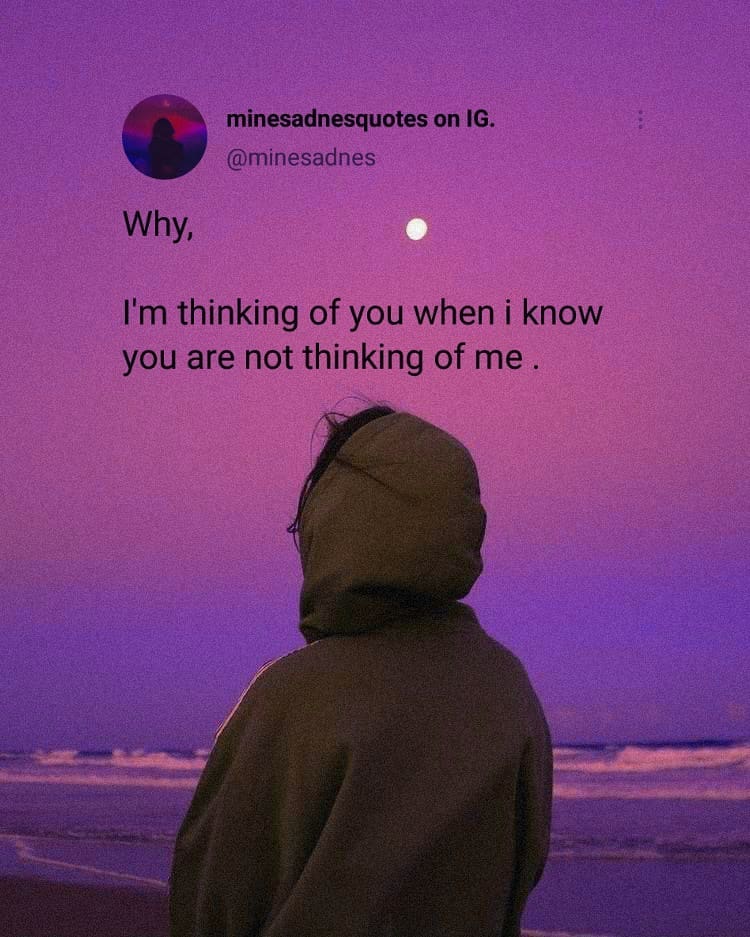 minesadnesquotes on IG.
@minesadnes
Why,
I'm thinking of you when i know
you are not thinking of me .